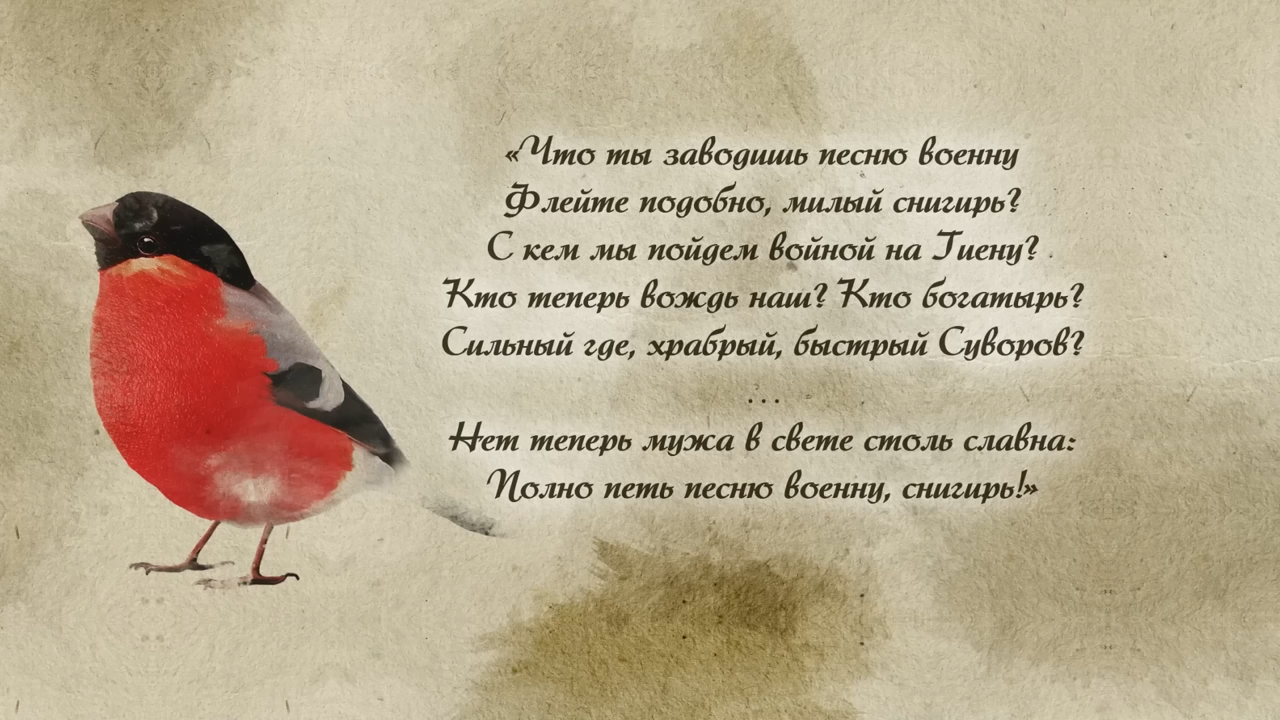 «Что ты заводишь песню военну
Флейте подобно, милый снигирь?
С кем мы пойдем войной на Гиену?
Кто теперь вождь наш? Кто богатырь?
Сильный где, храбрый, быстрый Суворов?
...
Нет теперь мужа в свете столь славна:
Полно петь песню военну, снигирь!»